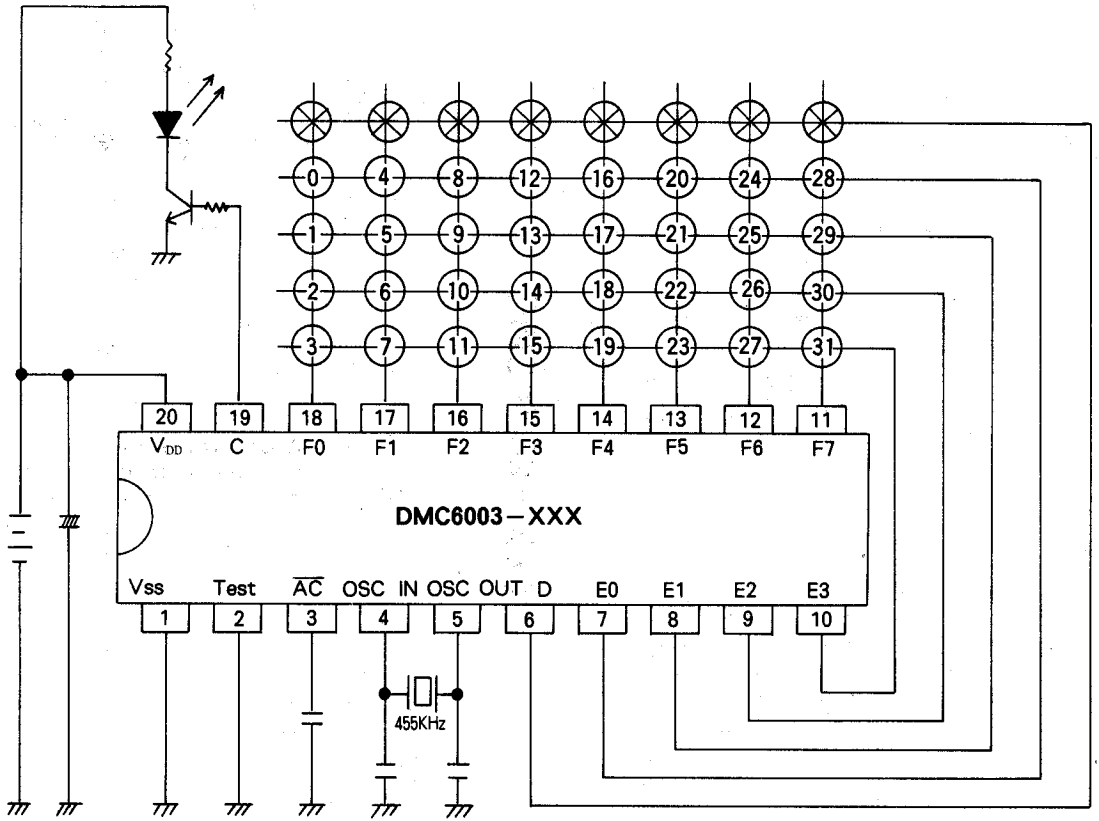 0 4 8 12 16 20 24 28
1 5 9 13 17 21 25 29
2 6 10 14 18 22 26 30
3 7 11 15 19 23 27 31
20 19 18 17 16 15 14 13 12 11
VDD C F0 F1 F2 F3 F4 F5 F6 F7
DMC6003-XXX
Vss Test AC OSC IN OSC OUT D E0 E1 E2 E3
1 2 3 4 5 6 7 8 9 10
455KHz